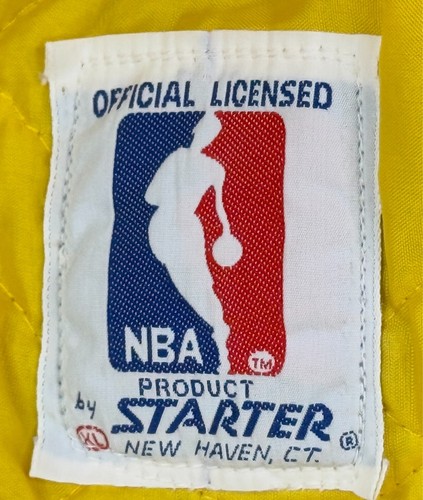 OFFICIAL LICENSED
NBA TM
PRODUCT
by STARTER ®
XL NEW HAVEN, CT.